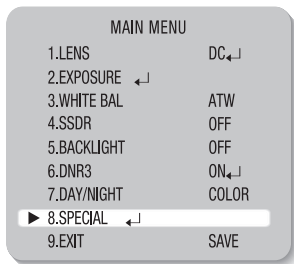 MAIN MENU
1.LENS DC↵
2.EXPOSURE ↵
3.WHITE BAL ATW
4.SSDR OFF
5.BACKLIGHT OFF
6.DNR3 ON↵
7.DAY/NIGHT COLOR
▶ 8.SPECIAL ↵
9.EXIT SAVE